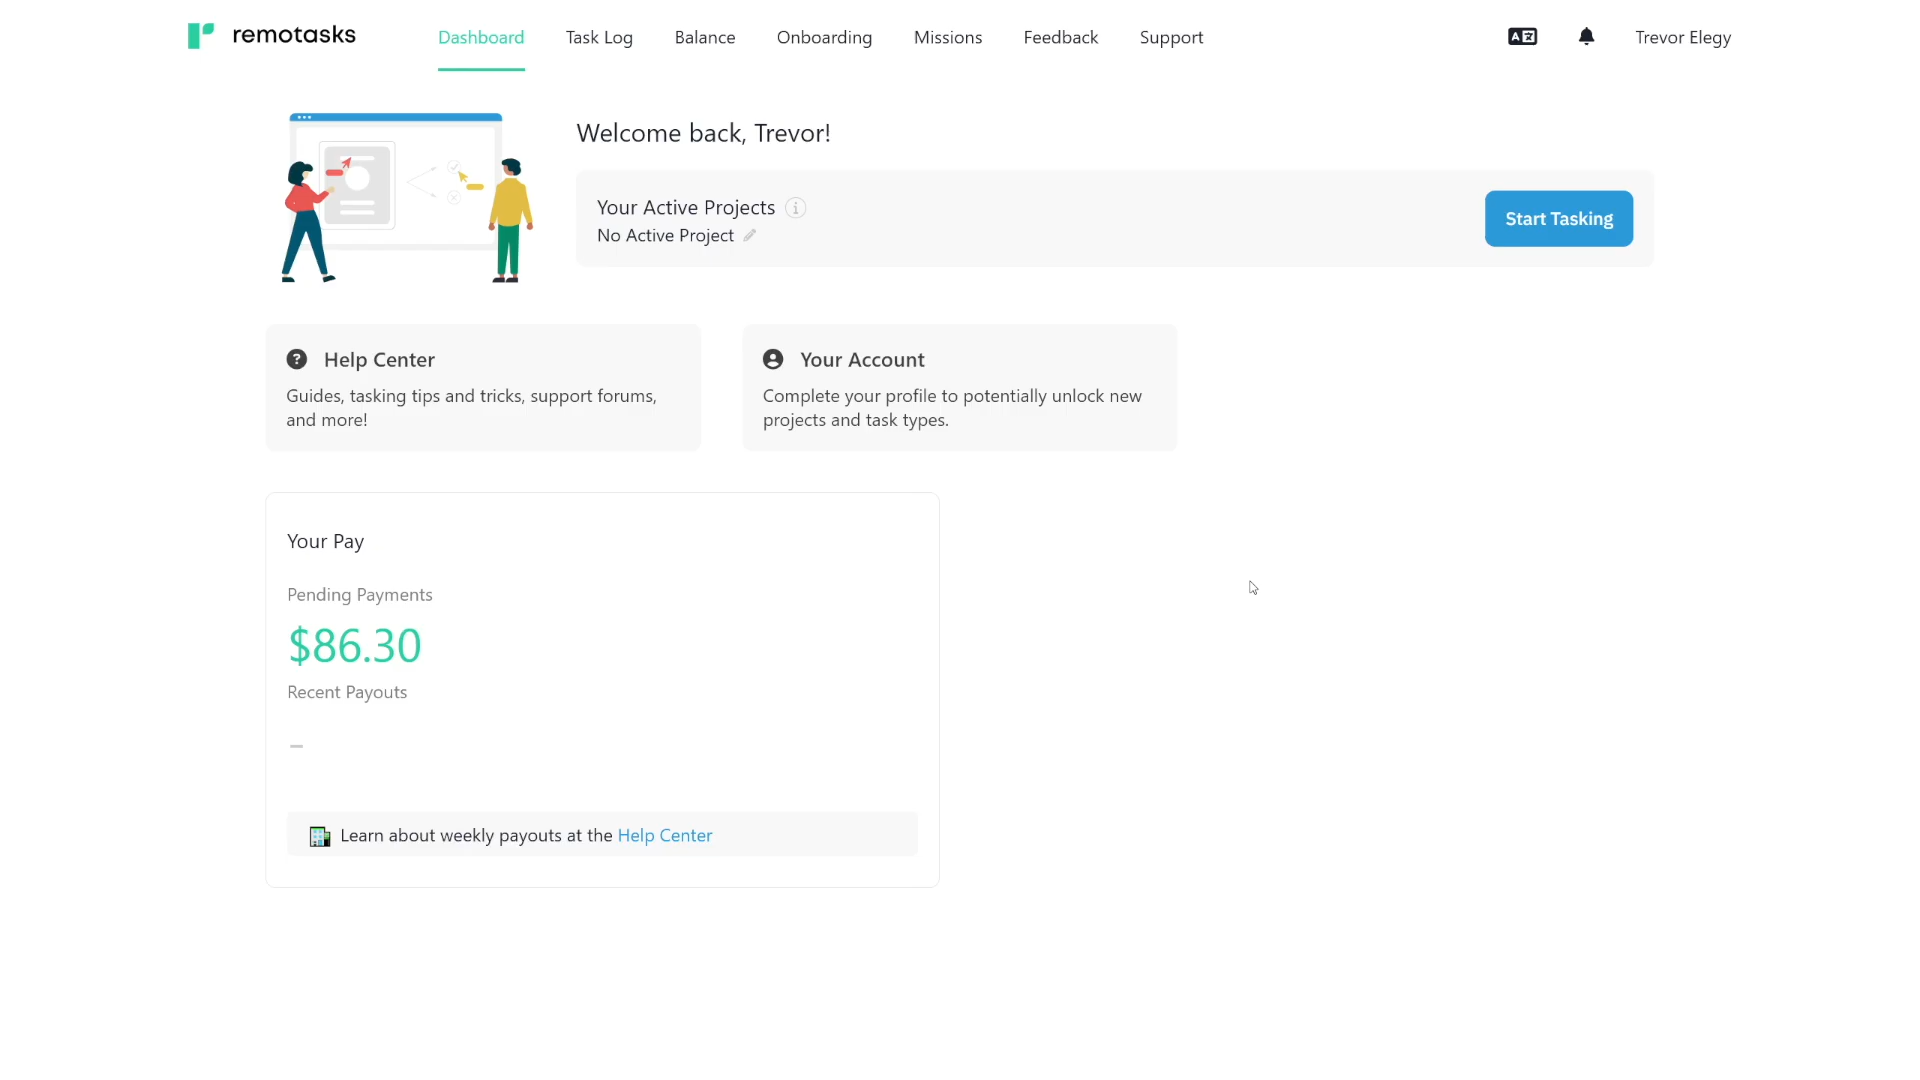 remotasks
Dashboard
Task Log
Balance
Onboarding
Missions
Feedback
Support
Trevor Elegy
Welcome back, Trevor!
Your Active Projects
No Active Project
Start Tasking
Help Center
Guides, tasking tips and tricks, support forums,
and more!
Your Account
Complete your profile to potentially unlock new
projects and task types.
Your Pay
Pending Payments
$86.30
Recent Payouts
–
Learn about weekly payouts at the Help Center